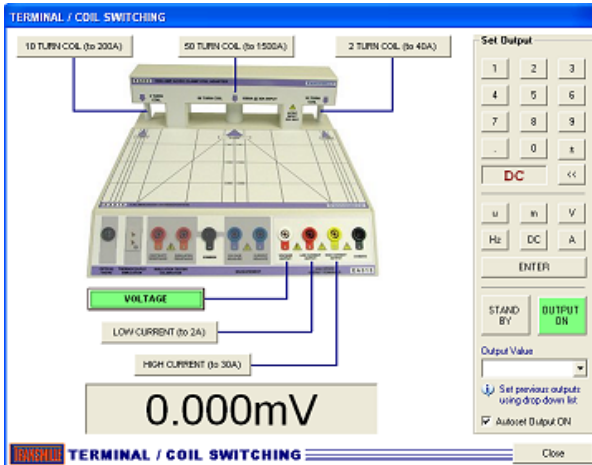 TERMINAL / COIL SWITCHING
10 TURN COIL (to 200A)
50 TURN COIL (to 1500A)
2 TURN COIL (to 40A)
VOLTAGE
LOW CURRENT (to 2A)
HIGH CURRENT (to 30A)
0.000mV
TRANSMILLE TERMINAL / COIL SWITCHING
Set Output
1 2 3
4 5 6
7 8 9
. 0 ±
DC <<
u m V
Hz DC A
ENTER
STAND BY
OUTPUT ON
Output Value
Set previous outputs
using drop down list
Autoset Output ON
Close